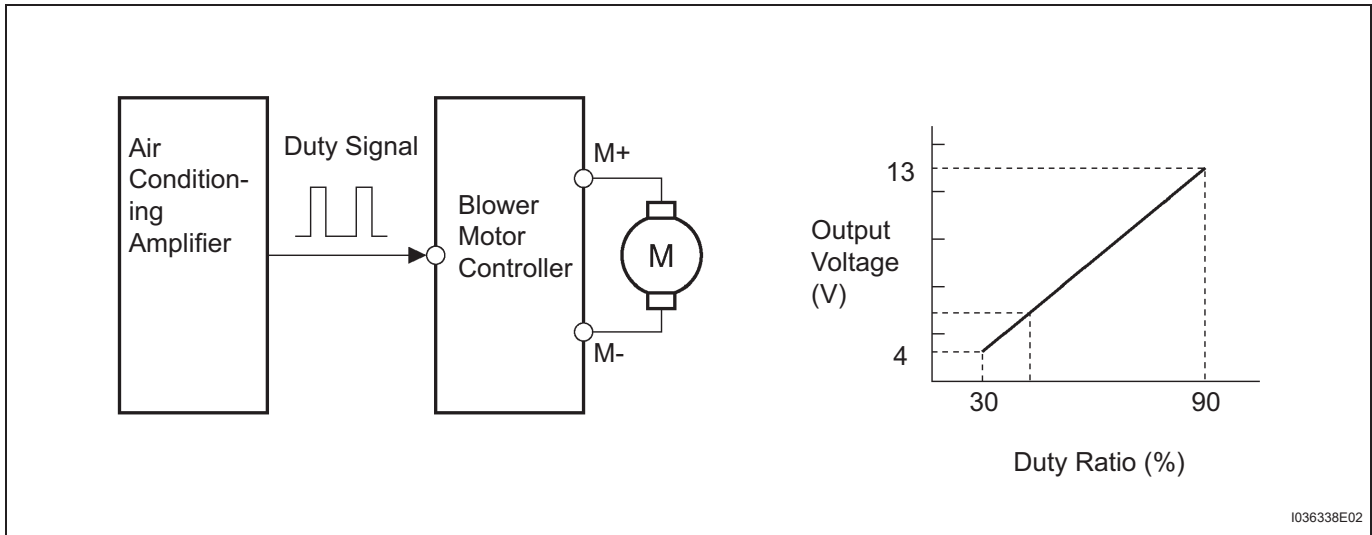 Air
Condition-
ing
Amplifier
Duty Signal
Blower
Motor
Controller
M+
M
M-
Output
Voltage
(V)
13
4
30
90
Duty Ratio (%)
I036338E02